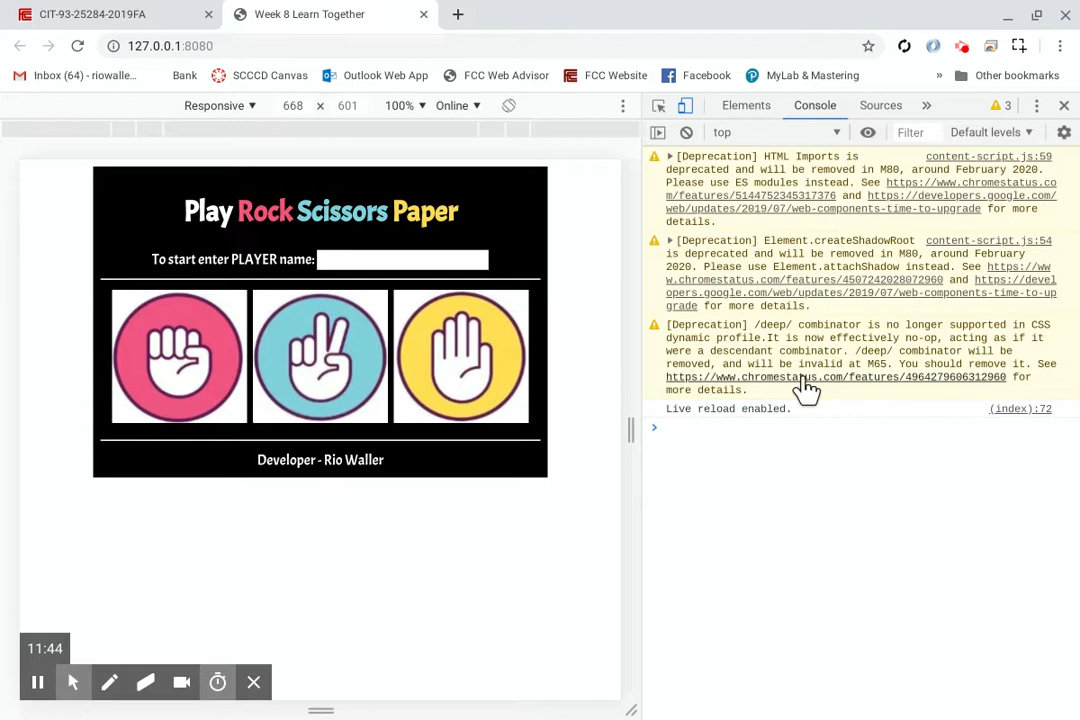 CIT-93-25284-2019FA
Week 8 Learn Together
127.0.0.1:8080
Inbox (64) - riowalle...
Bank
SCCCD Canvas
Outlook Web App
FCC Web Advisor
FCC Website
Facebook
MyLab & Mastering
»
Other bookmarks
Responsive
668 × 601
100%
Online
Elements
Console
Sources
»
3
top
Filter
Default levels
Play Rock Scissors Paper
To start enter PLAYER name:
Developer - Rio Waller
[Deprecation] HTML Imports is content-script.js:59
deprecated and will be removed in M80, around February 2020.
Please use ES modules instead. See https://www.chromestatus.co
m/features/5144752345317376 and https://developers.google.com/
web/updates/2019/07/web-components-time-to-upgrade for more
details.
[Deprecation] Element.createShadowRoot content-script.js:54
is deprecated and will be removed in M80, around February
2020. Please use Element.attachShadow instead. See https://ww
w.chromestatus.com/features/4507242028072960 and https://devel
opers.google.com/web/updates/2019/07/web-components-time-to-up
grade for more details.
[Deprecation] /deep/ combinator is no longer supported in CSS
dynamic profile.It is now effectively no-op, acting as if it
were a descendant combinator. /deep/ combinator will be
removed, and will be invalid at M65. You should remove it. See
https://www.chromestatus.com/features/4964279606312960 for
more details.
Live reload enabled. (index):72
11:44